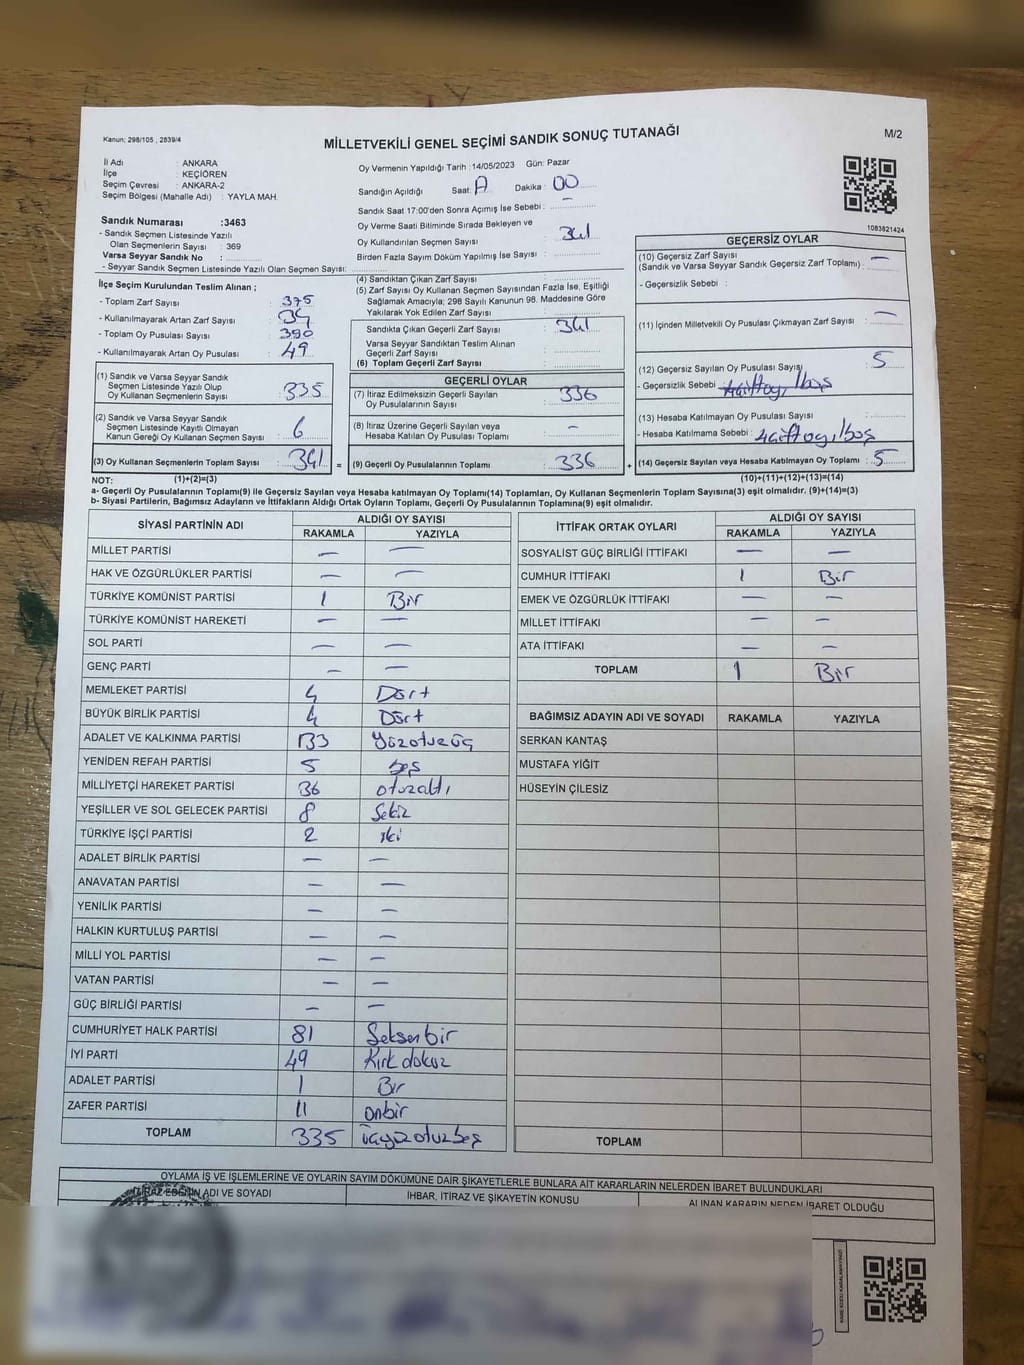 Kanun: 298/105 , 2839/4
MİLLETVEKİLİ GENEL SEÇİMİ SANDIK SONUÇ TUTANAĞI
M/2
İl Adı : ANKARA
İlçe : KEÇİÖREN
Seçim Çevresi : ANKARA-2
Seçim Bölgesi (Mahalle Adı) : YAYLA MAH.
Oy Vermenin Yapıldığı Tarih :14/05/2023 Gün: Pazar
Sandığın Açıldığı Saat: Dakika: 00
Sandık Saat 17:00'den Sonra Açımış İse Sebebi : —
Oy Verme Saati Bitiminde Sırada Bekleyen ve
Oy Kullandırılan Seçmen Sayısı : 341
Birden Fazla Sayım Döküm Yapılmış İse Sayısı :
Sandık Numarası :3463
- Sandık Seçmen Listesinde Yazılı
Olan Seçmenlerin Sayısı : 369
Varsa Seyyar Sandık No :
- Seyyar Sandık Seçmen Listesinde Yazılı Olan Seçmen Sayısı:
1083821424
İlçe Seçim Kurulundan Teslim Alınan ;
- Toplam Zarf Sayısı : 375
- Kullanılmayarak Artan Zarf Sayısı : 34
- Toplam Oy Pusulası : 390
- Kullanılmayarak Artan Oy Pusulası : 49
(4) Sandıktan Çıkan Zarf Sayısı :
(5) Zarf Sayısı Oy Kullanan Seçmen Sayısından Fazla İse, Eşitliği
Sağlamak Amacıyla; 298 Sayılı Kanunun 98. Maddesine Göre
Yakılarak Yok Edilen Zarf Sayısı :
Sandıkta Çıkan Geçerli Zarf Sayısı : 341
Varsa Seyyar Sandıktan Teslim Alınan
Geçerli Zarf Sayısı :
(6) Toplam Geçerli Zarf Sayısı :
GEÇERSİZ OYLAR
(10) Geçersiz Zarf Sayısı
(Sandık ve Varsa Seyyar Sandık Geçersiz Zarf Toplamı) : —
- Geçersizlik Sebebi :
(11) İçinden Milletvekili Oy Pusulası Çıkmayan Zarf Sayısı : —
(12) Geçersiz Sayılan Oy Pusulası Sayısı : 5
- Geçersizlik Sebebi : boş
(13) Hesaba Katılmayan Oy Pusulası Sayısı :
- Hesaba Katılmama Sebebi : 4 çift oy, 1 boş
(14) Geçersiz Sayılan veya Hesaba Katılmayan Oy Toplamı : 5
(10)+(11)+(12)+(13)=(14)
(1) Sandık ve Varsa Seyyar Sandık
Seçmen Listesinde Yazılı Olup
Oy Kullanan Seçmenlerin Sayısı : 335
(2) Sandık ve Varsa Seyyar Sandık
Seçmen Listesinde Kayıtlı Olmayan
Kanun Gereği Oy Kullanan Seçmen Sayısı : 6
(3) Oy Kullanan Seçmenlerin Toplam Sayısı : 341 =
(1)+(2)=(3)
GEÇERLİ OYLAR
(7) İtiraz Edilmeksizin Geçerli Sayılan
Oy Pusulalarının Sayısı : 336
(8) İtiraz Üzerine Geçerli Sayılan veya
Hesaba Katılan Oy Pusulası Toplamı : —
(9) Geçerli Oy Pusulalarının Toplamı : 336 +
NOT:
a- Geçerli Oy Pusulalarının Toplamı(9) ile Geçersiz Sayılan veya Hesaba katılmayan Oy Toplamı(14) Toplamları, Oy Kullanan Seçmenlerin Toplam Sayısına(3) eşit olmalıdır. (9)+(14)=(3)
b- Siyasi Partilerin, Bağımsız Adayların ve İttifakların Aldığı Ortak Oyların Toplamı, Geçerli Oy Pusulalarının Toplamına(9) eşit olmalıdır.
SİYASİ PARTİNİN ADI ALDIĞI OY SAYISI
RAKAMLA YAZIYLA
MİLLET PARTİSİ — —
HAK VE ÖZGÜRLÜKLER PARTİSİ — —
TÜRKİYE KOMÜNİST PARTİSİ 1 Bir
TÜRKİYE KOMÜNİST HAREKETİ — —
SOL PARTİ — —
GENÇ PARTİ — —
MEMLEKET PARTİSİ 4 Dört
BÜYÜK BİRLİK PARTİSİ 4 Dört
ADALET VE KALKINMA PARTİSİ 133 Yüzotuzüç
YENİDEN REFAH PARTİSİ 5 beş
MİLLİYETÇİ HAREKET PARTİSİ 36 otuzaltı
YEŞİLLER VE SOL GELECEK PARTİSİ 8 Sekiz
TÜRKİYE İŞÇİ PARTİSİ 2 iki
ADALET BİRLİK PARTİSİ — —
ANAVATAN PARTİSİ — —
YENİLİK PARTİSİ — —
HALKIN KURTULUŞ PARTİSİ — —
MİLLİ YOL PARTİSİ — —
VATAN PARTİSİ — —
GÜÇ BİRLİĞİ PARTİSİ — —
CUMHURİYET HALK PARTİSİ 81 Seksenbir
İYİ PARTİ 49 Kırk dokuz
ADALET PARTİSİ 1 Bir
ZAFER PARTİSİ 11 onbir
TOPLAM 335 üçyüzotuzbeş
İTTİFAK ORTAK OYLARI ALDIĞI OY SAYISI
RAKAMLA YAZIYLA
SOSYALİST GÜÇ BİRLİĞİ İTTİFAKI — —
CUMHUR İTTİFAKI 1 Bir
EMEK VE ÖZGÜRLÜK İTTİFAKI — —
MİLLET İTTİFAKI — —
ATA İTTİFAKI — —
TOPLAM 1 Bir
BAĞIMSIZ ADAYIN ADI VE SOYADI RAKAMLA YAZIYLA
SERKAN KANTAŞ
MUSTAFA YİĞİT
HÜSEYİN ÇİLESİZ
TOPLAM
OYLAMA İŞ VE İŞLEMLERİNE VE OYLARIN SAYIM DÖKÜMÜNE DAİR ŞİKAYETLERLE BUNLARA AİT KARARLARIN NELERDEN İBARET BULUNDUKLARI
İTİRAZ EDENİN ADI VE SOYADI İHBAR, İTİRAZ VE ŞİKAYETİN KONUSU ALINAN KARARIN NEDEN İBARET OLDUĞU